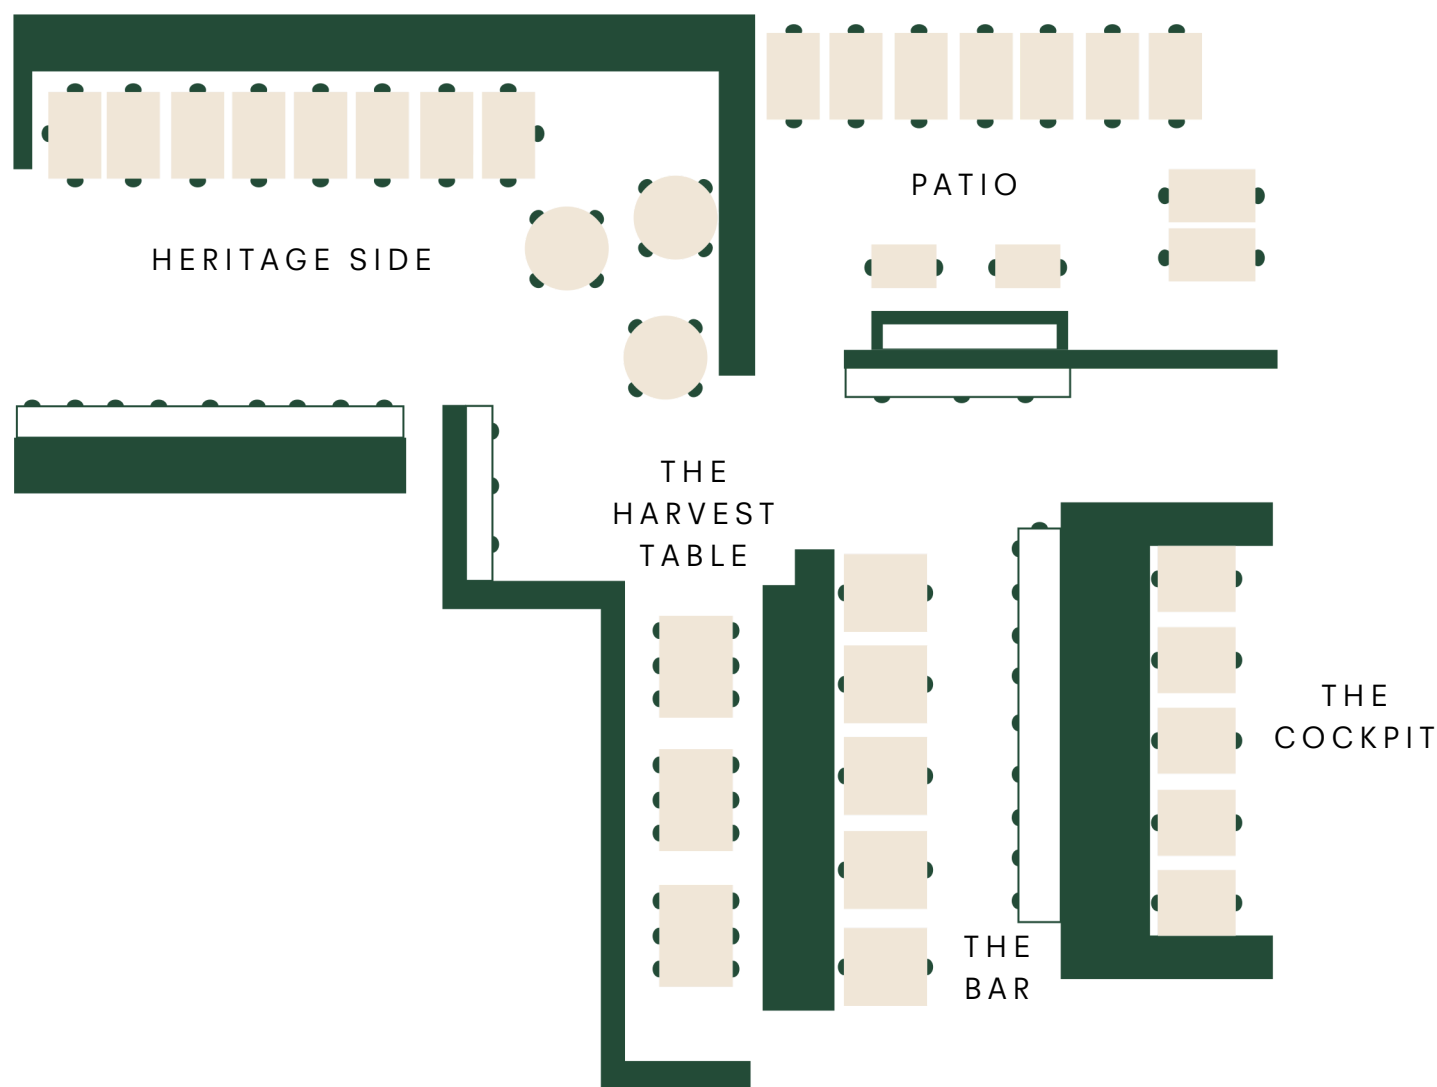 PATIO
HERITAGE SIDE
THE
HARVEST
TABLE
THE
COCKPIT
THE
BAR